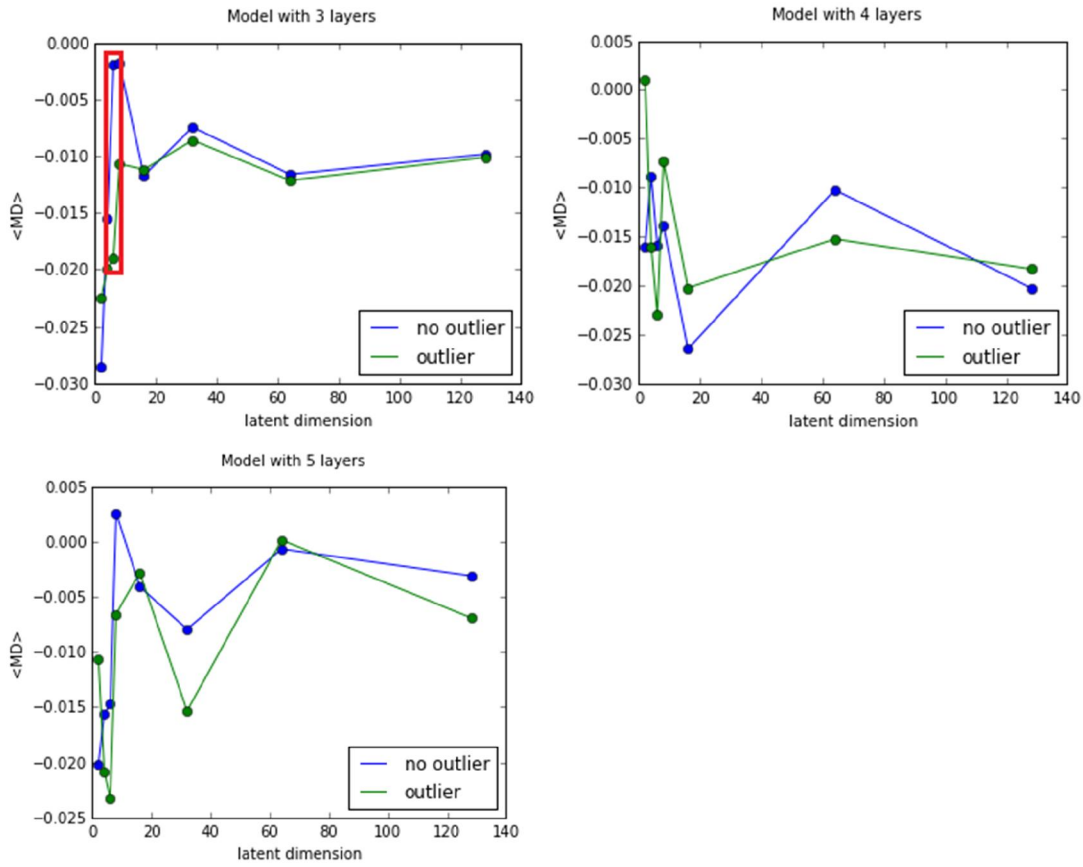 Model with 3 layers
0.000
−0.005
−0.010
−0.015
−0.020
−0.025
−0.030
<MD>
0 20 40 60 80 100 120 140
latent dimension
no outlier
outlier
Model with 4 layers
0.005
0.000
−0.005
−0.010
−0.015
−0.020
−0.025
−0.030
<MD>
0 20 40 60 80 100 120 140
latent dimension
no outlier
outlier
Model with 5 layers
0.005
0.000
−0.005
−0.010
−0.015
−0.020
−0.025
<MD>
0 20 40 60 80 100 120 140
latent dimension
no outlier
outlier